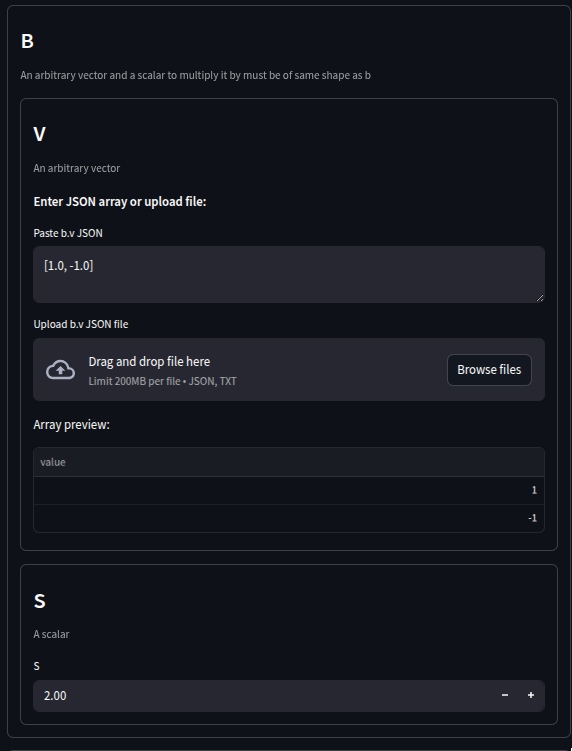 B
An arbitrary vector and a scalar to multiply it by must be of same shape as b
V
An arbitrary vector
Enter JSON array or upload file:
Paste b.v JSON
[1.0, -1.0]
Upload b.v JSON file
Drag and drop file here
Limit 200MB per file • JSON, TXT
Browse files
Array preview:
value
1
-1
S
A scalar
S
2.00
− +